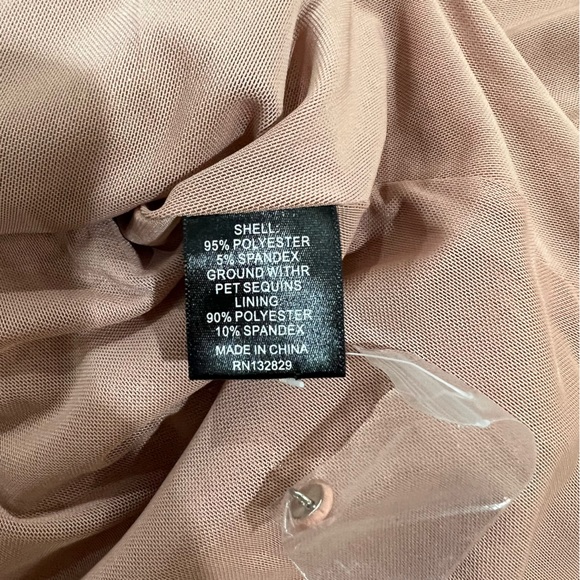 SHELL:
95% POLYESTER
5% SPANDEX
GROUND WITHR
PET SEQUINS
LINING
90% POLYESTER
10% SPANDEX
MADE IN CHINA
RN132829